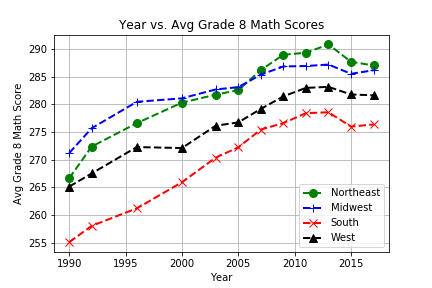 Year vs. Avg Grade 8 Math Scores
Avg Grade 8 Math Score
290
285
280
275
270
265
260
255
Northeast
Midwest
South
West
1990
1995
2000
2005
2010
2015
Year